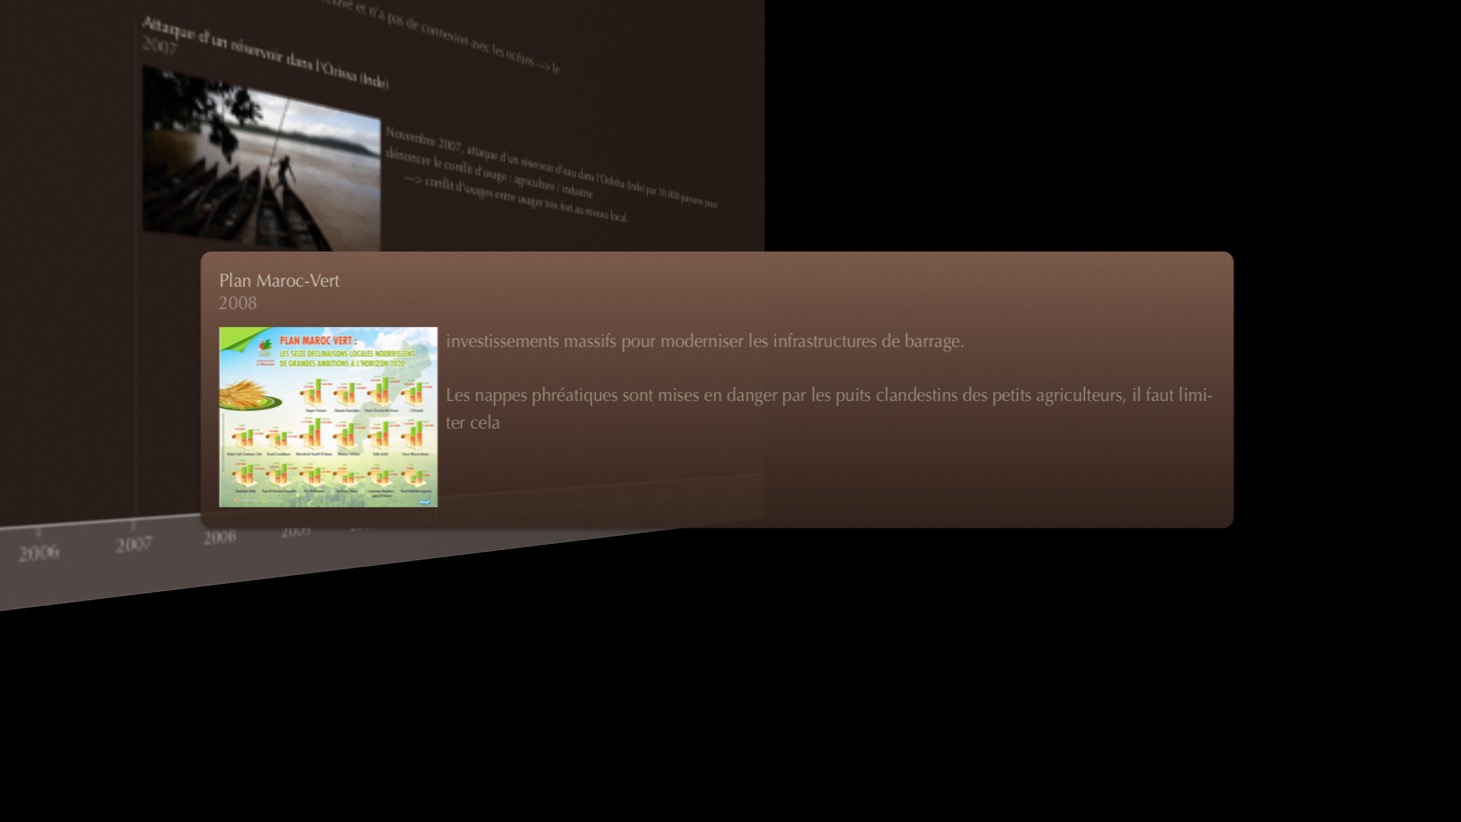 et n'a pas de connexion avec les océans —> le
Attaque d'un réservoir dans l'Orissa (Inde)
2007
Novembre 2007, attaque d'un réservoir d'eau dans l'Odisha (Inde) par 30 000 paysans pour
dénoncer le conflit d'usage : agriculture / industrie
—> conflit d'usages entre usager très fort au niveau local.
Plan Maroc-Vert
2008
PLAN MAROC VERT :
LES SEIZE DECLINAISONS LOCALES NOURRISSENT
DE GRANDES AMBITIONS À L'HORIZON 2020
investissements massifs pour moderniser les infrastructures de barrage.
Les nappes phréatiques sont mises en danger par les puits clandestins des petits agriculteurs, il faut limi-
ter cela
2006
2007
2008
2009